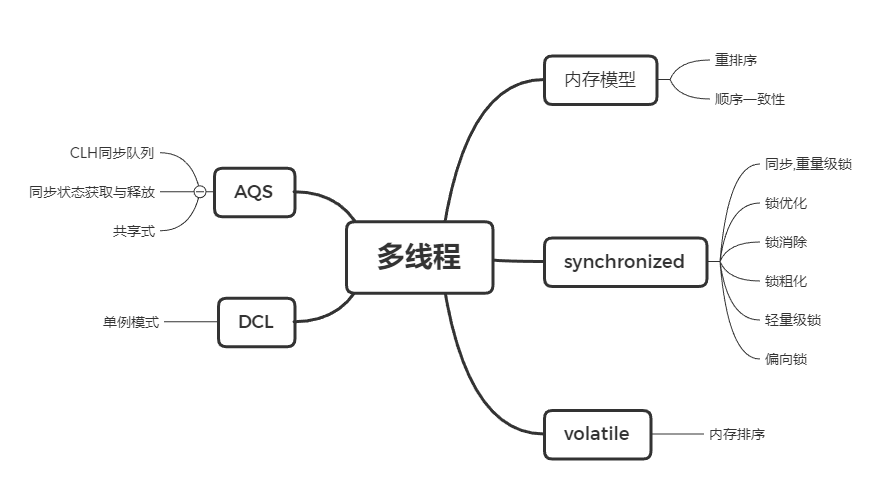 多线程
内存模型
重排序
顺序一致性
synchronized
同步,重量级锁
锁优化
锁消除
锁粗化
轻量级锁
偏向锁
volatile
内存排序
AQS
CLH同步队列
同步状态获取与释放
共享式
DCL
单例模式